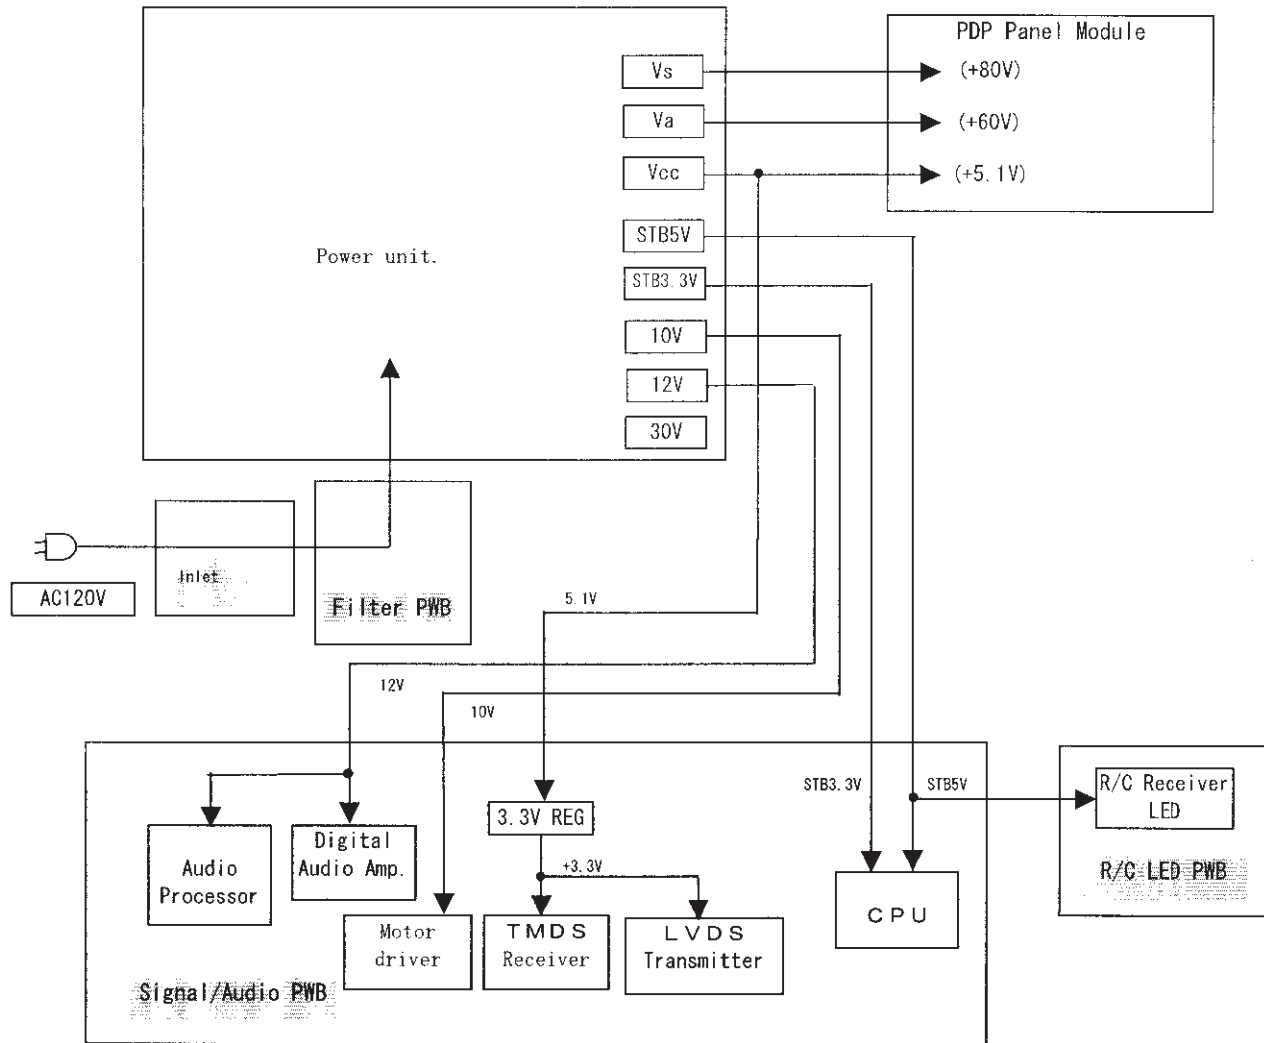 PDP Panel Module
Vs
(+80V)
Va
(+60V)
Vcc
(+5.1V)
STB5V
Power unit.
STB3.3V
10V
12V
30V
Inlet
AC120V
Filter PWB
5.1V
12V
10V
STB3.3V
STB5V
R/C Receiver
LED
3.3V REG
Digital
Audio Amp.
Audio
Processor
+3.3V
R/C LED PWB
CPU
Motor
driver
TMDS
Receiver
LVDS
Transmitter
Signal/Audio PWB